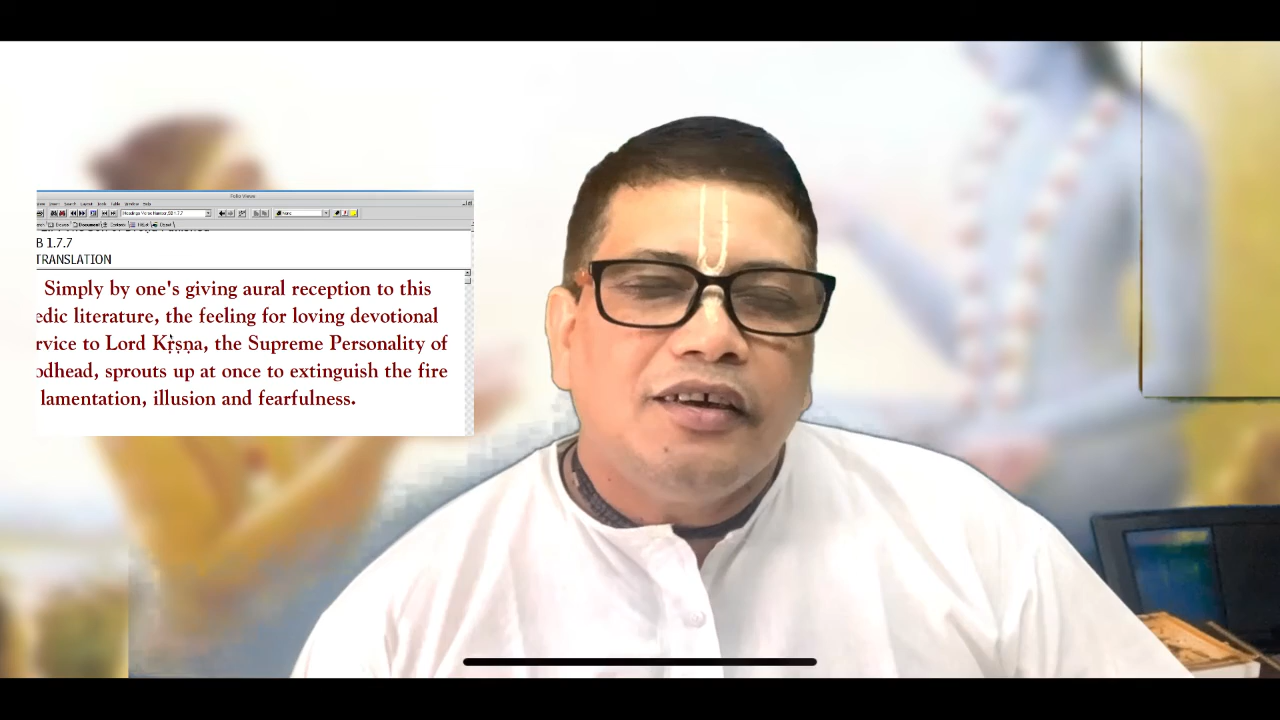 Folio Views
B 1.7.7
TRANSLATION
Simply by one's giving aural reception to this
edic literature, the feeling for loving devotional
rvice to Lord Kṛṣṇa, the Supreme Personality of
odhead, sprouts up at once to extinguish the fire
lamentation, illusion and fearfulness.